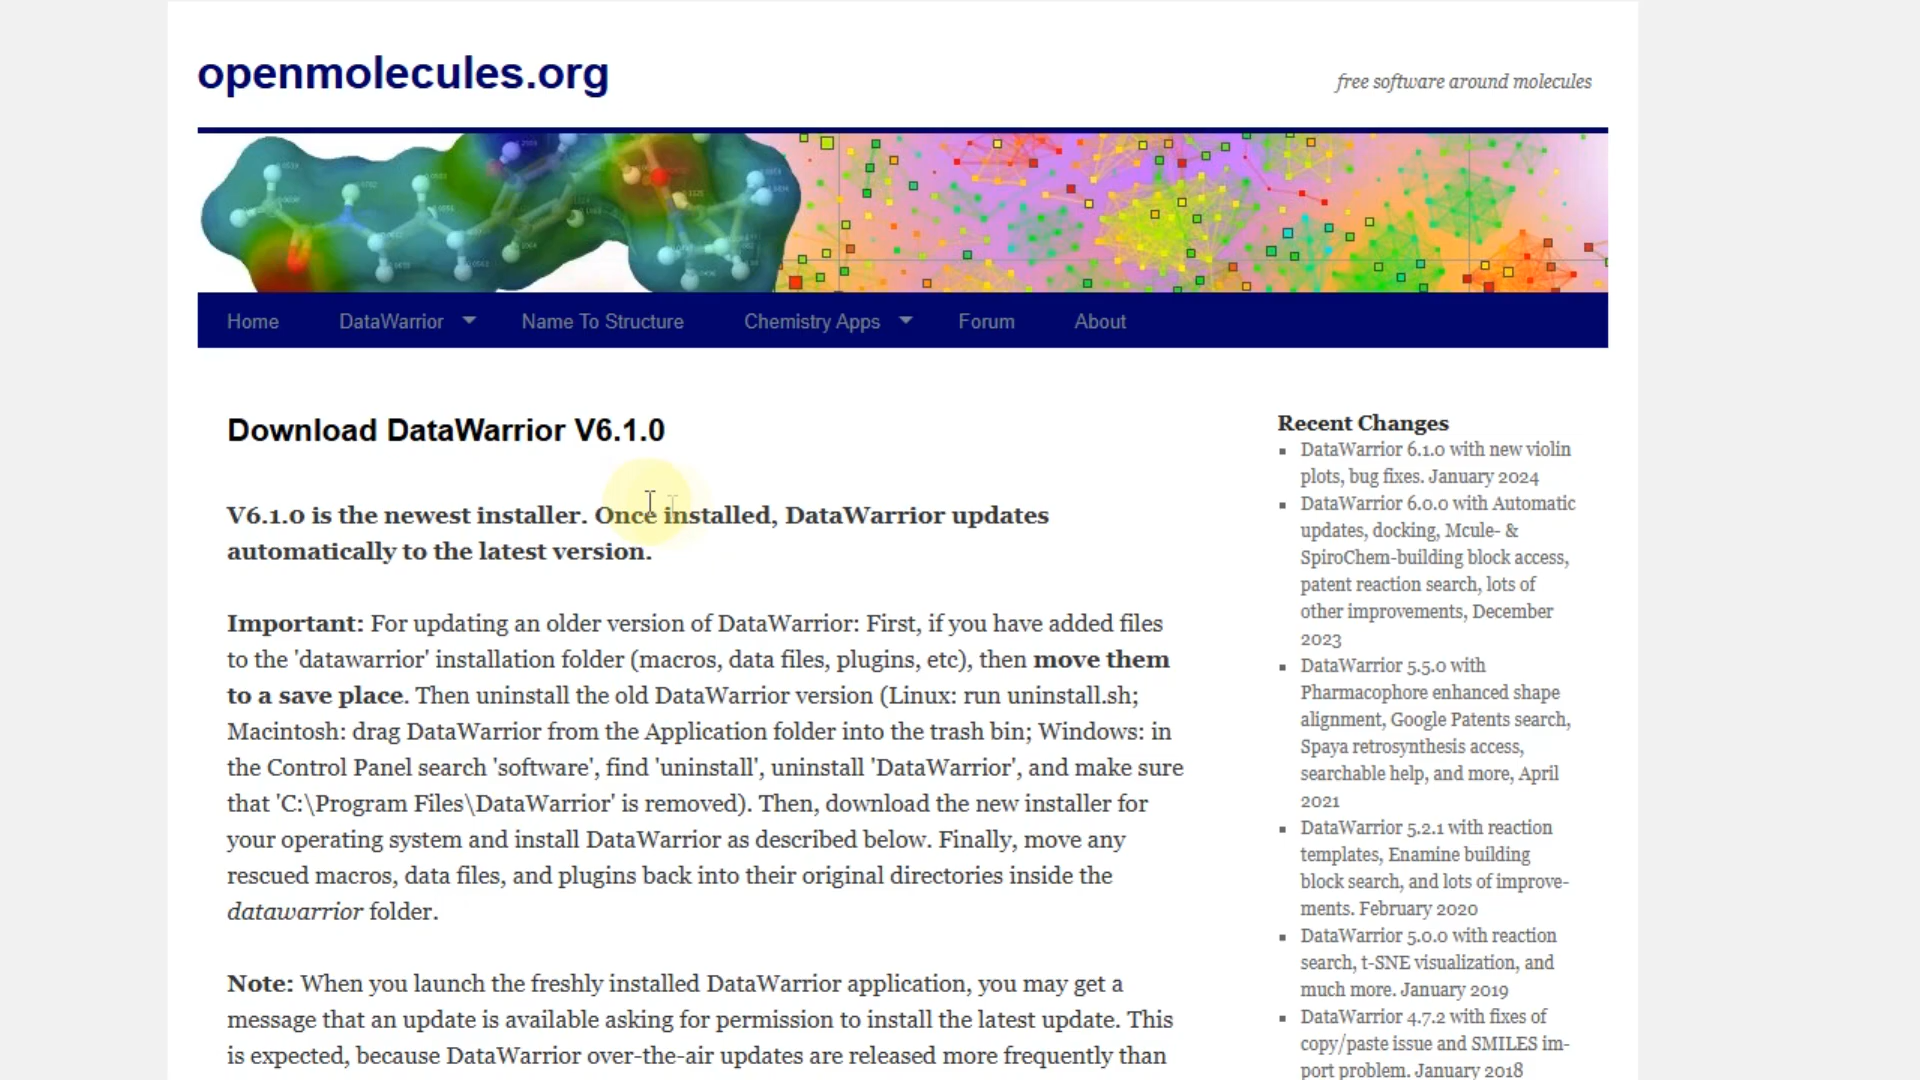 openmolecules.org
free software around molecules
Home DataWarrior Name To Structure Chemistry Apps Forum About
Download DataWarrior V6.1.0
V6.1.0 is the newest installer. Once installed, DataWarrior updates
automatically to the latest version.
Important: For updating an older version of DataWarrior: First, if you have added files
to the 'datawarrior' installation folder (macros, data files, plugins, etc), then move them
to a save place. Then uninstall the old DataWarrior version (Linux: run uninstall.sh;
Macintosh: drag DataWarrior from the Application folder into the trash bin; Windows: in
the Control Panel search 'software', find 'uninstall', uninstall 'DataWarrior', and make sure
that 'C:\Program Files\DataWarrior' is removed). Then, download the new installer for
your operating system and install DataWarrior as described below. Finally, move any
rescued macros, data files, and plugins back into their original directories inside the
datawarrior folder.
Note: When you launch the freshly installed DataWarrior application, you may get a
message that an update is available asking for permission to install the latest update. This
is expected, because DataWarrior over-the-air updates are released more frequently than
Recent Changes
DataWarrior 6.1.0 with new violin
plots, bug fixes. January 2024
DataWarrior 6.0.0 with Automatic
updates, docking, Mcule- &
SpiroChem-building block access,
patent reaction search, lots of
other improvements, December
2023
DataWarrior 5.5.0 with
Pharmacophore enhanced shape
alignment, Google Patents search,
Spaya retrosynthesis access,
searchable help, and more, April
2021
DataWarrior 5.2.1 with reaction
templates, Enamine building
block search, and lots of improve-
ments. February 2020
DataWarrior 5.0.0 with reaction
search, t-SNE visualization, and
much more. January 2019
DataWarrior 4.7.2 with fixes of
copy/paste issue and SMILES im-
port problem. January 2018